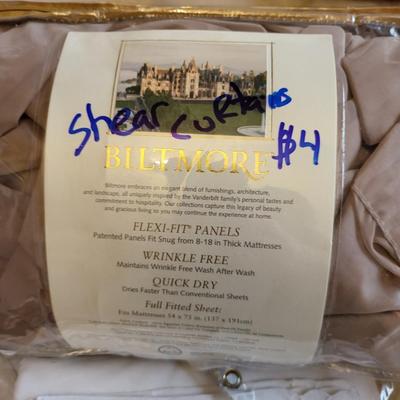 Shear curtains
$4
BILTMORE
Biltmore embraces an elegant blend of furnishings, architecture,
and landscape, all uniquely inspired by the Vanderbilt family's personal tastes and
commitment to hospitality. Our collections capture this legacy of beauty
and gracious living so you may continue the experience at home.
FLEXI-FIT® PANELS
Patented Panels Fit Snug from 8-18 in Thick Mattresses
WRINKLE FREE
Maintains Wrinkle Free Wash After Wash
QUICK DRY
Dries Faster Than Conventional Sheets
Full Fitted Sheet:
Fits Mattresses 54 x 75 in. (137 x 191cm)